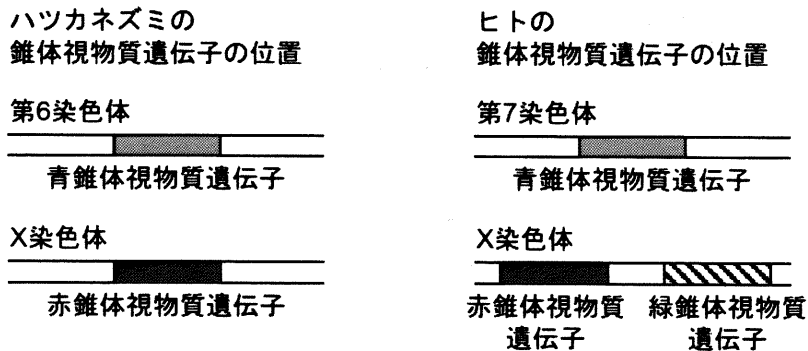 ハツカネズミの
錐体視物質遺伝子の位置
第6染色体
青錐体視物質遺伝子
X染色体
赤錐体視物質遺伝子
ヒトの
錐体視物質遺伝子の位置
第7染色体
青錐体視物質遺伝子
X染色体
赤錐体視物質
遺伝子
緑錐体視物質
遺伝子